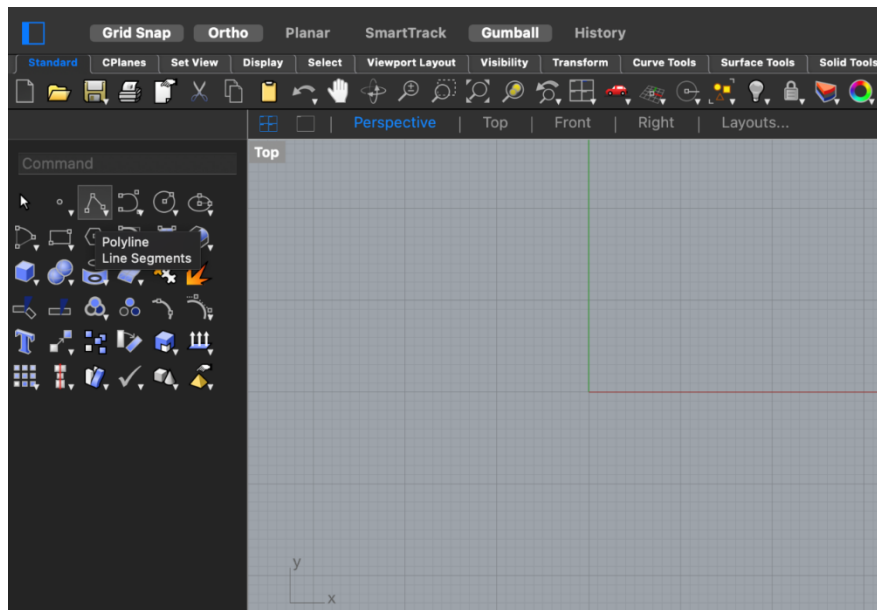 Grid Snap Ortho Planar SmartTrack Gumball History
Standard CPlanes Set View Display Select Viewport Layout Visibility Transform Curve Tools Surface Tools Solid Tools
Perspective | Top | Front | Right | Layouts...
Top
Command
Polyline
Line Segments
y
x